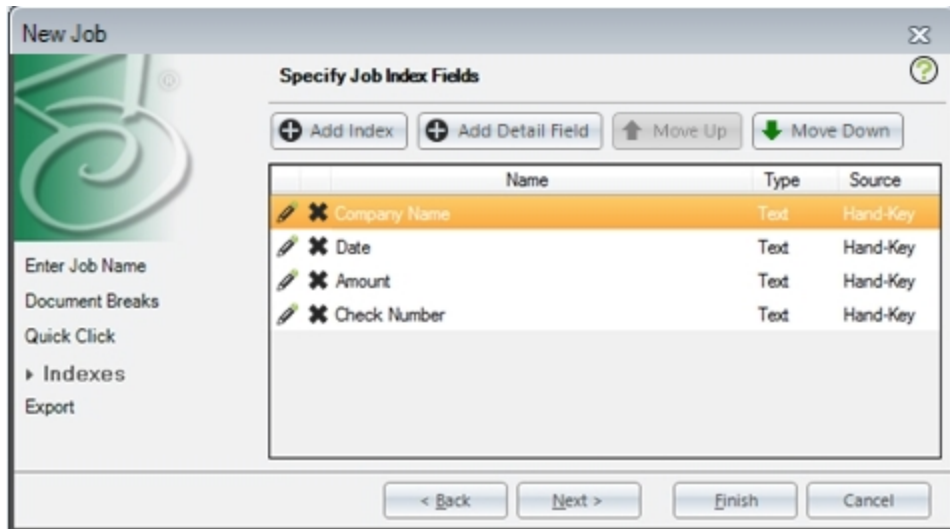 New Job
Specify Job Index Fields
Add Index Add Detail Field Move Up Move Down
Name Type Source
Company Name Text Hand-Key
Date Text Hand-Key
Amount Text Hand-Key
Check Number Text Hand-Key
Enter Job Name
Document Breaks
Quick Click
Indexes
Export
< Back Next > Finish Cancel